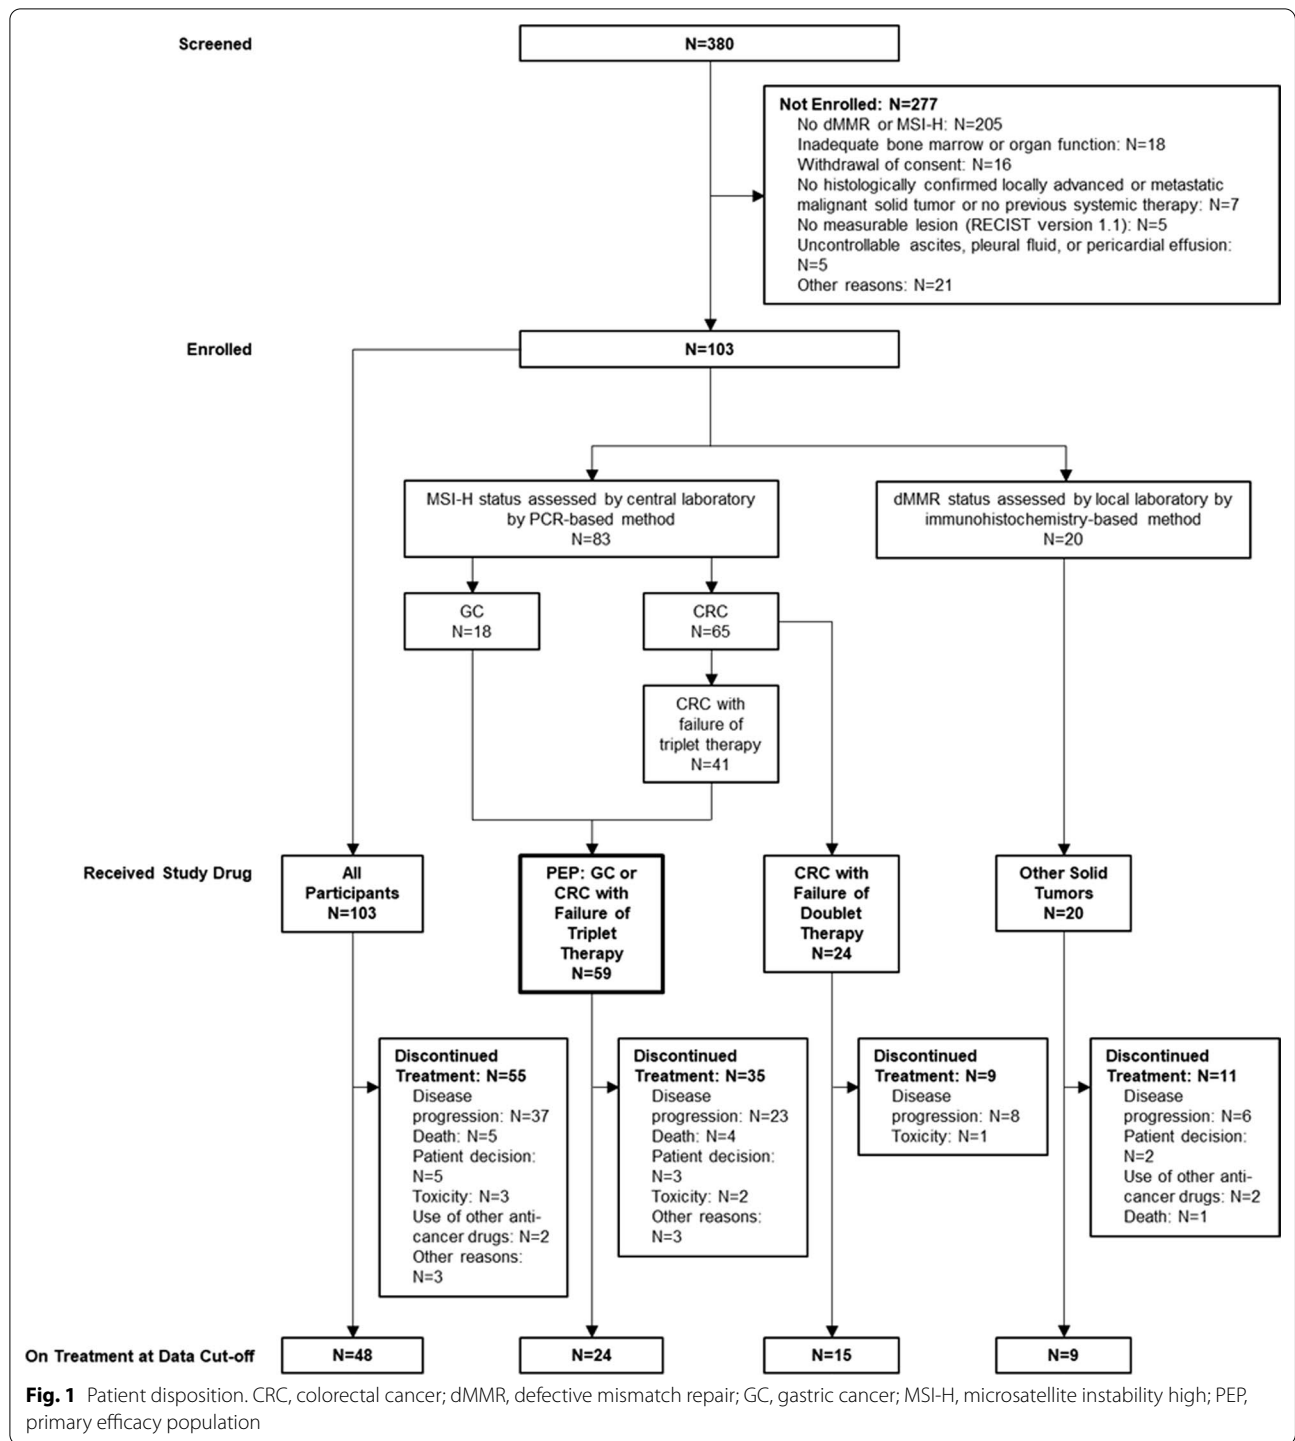 Screened
N=380
Not Enrolled: N=277
No dMMR or MSI-H: N=205
Inadequate bone marrow or organ function: N=18
Withdrawal of consent: N=16
No histologically confirmed locally advanced or metastatic
malignant solid tumor or no previous systemic therapy: N=7
No measurable lesion (RECIST version 1.1): N=5
Uncontrollable ascites, pleural fluid, or pericardial effusion:
N=5
Other reasons: N=21
Enrolled
N=103
MSI-H status assessed by central laboratory
by PCR-based method
N=83
dMMR status assessed by local laboratory by
immunohistochemistry-based method
N=20
GC
N=18
CRC
N=65
CRC with
failure of
triplet therapy
N=41
Received Study Drug
All
Participants
N=103
PEP: GC or
CRC with
Failure of
Triplet
Therapy
N=59
CRC with
Failure of
Doublet
Therapy
N=24
Other Solid
Tumors
N=20
Discontinued
Treatment: N=55
Disease
progression: N=37
Death: N=5
Patient decision:
N=5
Toxicity: N=3
Use of other anti-
cancer drugs: N=2
Other reasons:
N=3
Discontinued
Treatment: N=35
Disease
progression: N=23
Death: N=4
Patient decision:
N=3
Toxicity: N=2
Other reasons:
N=3
Discontinued
Treatment: N=9
Disease
progression: N=8
Toxicity: N=1
Discontinued
Treatment: N=11
Disease
progression: N=6
Patient decision:
N=2
Use of other anti-
cancer drugs: N=2
Death: N=1
On Treatment at Data Cut-off
N=48
N=24
N=15
N=9
Fig. 1 Patient disposition. CRC, colorectal cancer; dMMR, defective mismatch repair; GC, gastric cancer; MSI-H, microsatellite instability high; PEP,
primary efficacy population